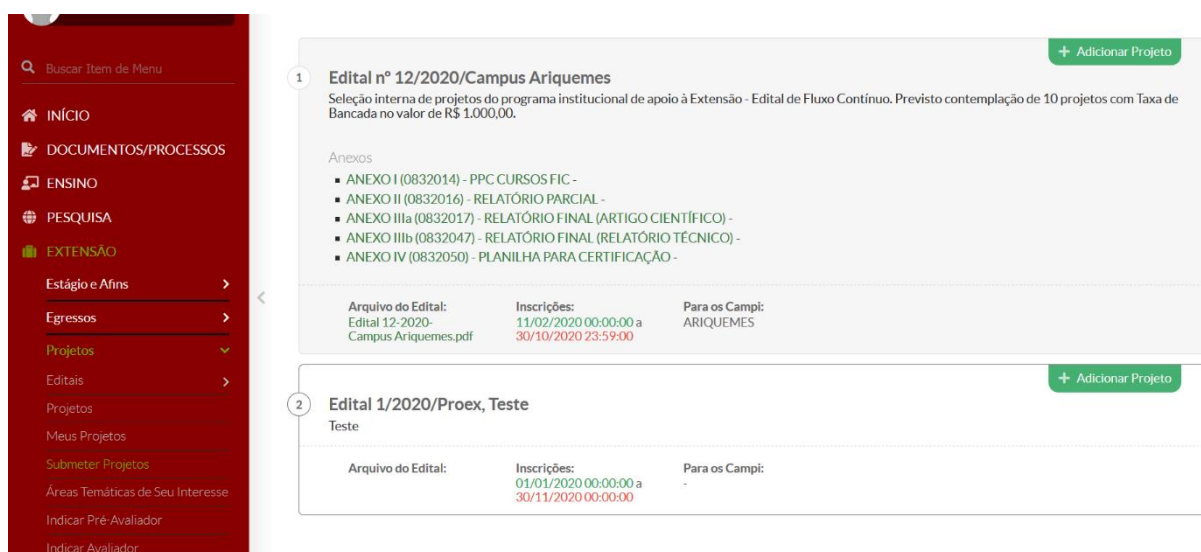 Buscar Item de Menu
INÍCIO
DOCUMENTOS/PROCESSOS
ENSINO
PESQUISA
EXTENSÃO
Estágio e Afins
Egressos
Projetos
Editais
Projetos
Meus Projetos
Submeter Projetos
Áreas Temáticas de Seu Interesse
Indicar Pré-Avaliador
Indicar Avaliador
+ Adicionar Projeto
1
Edital nº 12/2020/Campus Ariquemes
Seleção interna de projetos do programa institucional de apoio à Extensão - Edital de Fluxo Contínuo. Previsto contemplação de 10 projetos com Taxa de
Bancada no valor de R$ 1.000,00.
Anexos
▪ ANEXO I (0832014) - PPC CURSOS FIC -
▪ ANEXO II (0832016) - RELATÓRIO PARCIAL -
▪ ANEXO IIIa (0832017) - RELATÓRIO FINAL (ARTIGO CIENTÍFICO) -
▪ ANEXO IIIb (0832047) - RELATÓRIO FINAL (RELATÓRIO TÉCNICO) -
▪ ANEXO IV (0832050) - PLANILHA PARA CERTIFICAÇÃO -
Arquivo do Edital:
Edital 12-2020-
Campus Ariquemes.pdf
Inscrições:
11/02/2020 00:00:00 a
30/10/2020 23:59:00
Para os Campi:
ARIQUEMES
+ Adicionar Projeto
2
Edital 1/2020/Proex, Teste
Teste
Arquivo do Edital:
Inscrições:
01/01/2020 00:00:00 a
30/11/2020 00:00:00
Para os Campi:
-